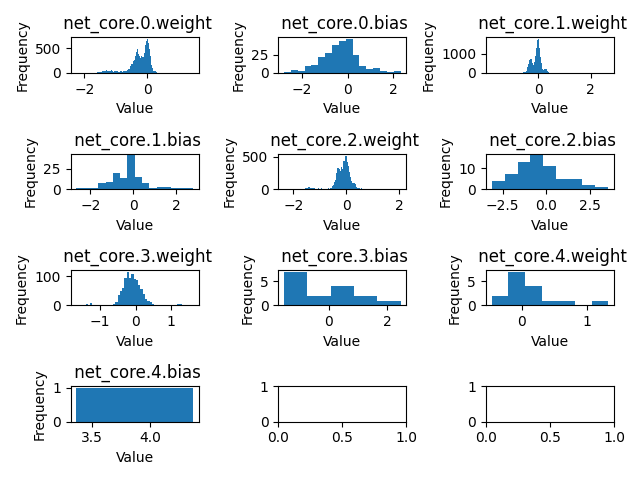 net_core.0.weight
net_core.0.bias
net_core.1.weight
Frequency
500
0
−2
0
Value
Frequency
25
0
−2
0
2
Value
Frequency
1000
0
0
2
Value
net_core.1.bias
net_core.2.weight
net_core.2.bias
Frequency
25
0
−2
0
2
Value
Frequency
500
0
−2
0
2
Value
Frequency
10
0
−2.5
0.0
2.5
Value
net_core.3.weight
net_core.3.bias
net_core.4.weight
Frequency
100
0
−1
0
1
Value
Frequency
5
0
0
2
Value
Frequency
5
0
0
1
Value
net_core.4.bias
Frequency
1
0
3.5
4.0
Value
1
0
0.0
0.5
1.0
1
0
0.0
0.5
1.0